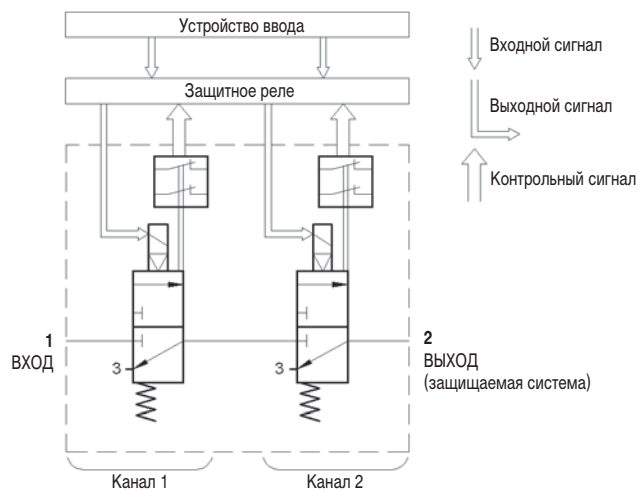 Устройство ввода
Защитное реле
Входной сигнал
Выходной сигнал
Контрольный сигнал
1
ВХОД
3
3
2
ВЫХОД
(защищаемая система)
Канал 1
Канал 2